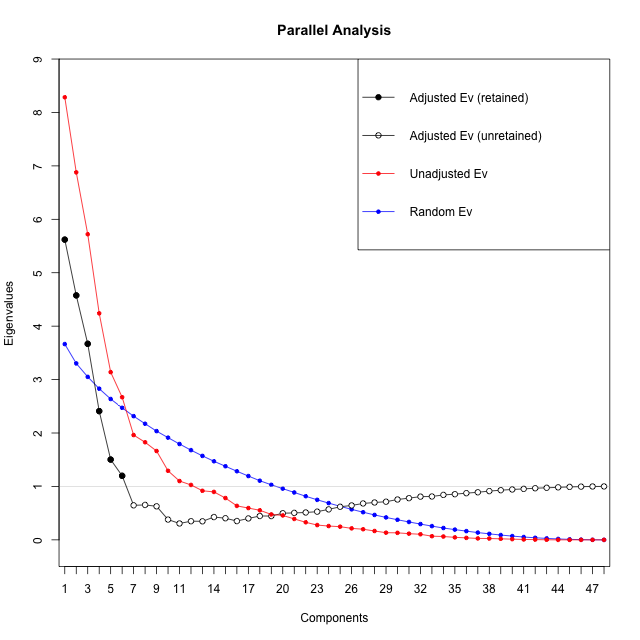 Parallel Analysis
Adjusted Ev (retained)
Adjusted Ev (unretained)
Unadjusted Ev
Random Ev
Eigenvalues
9
8
7
6
5
4
3
2
1
0
1 3 5 7 9 11 14 17 20 23 26 29 32 35 38 41 44 47
Components